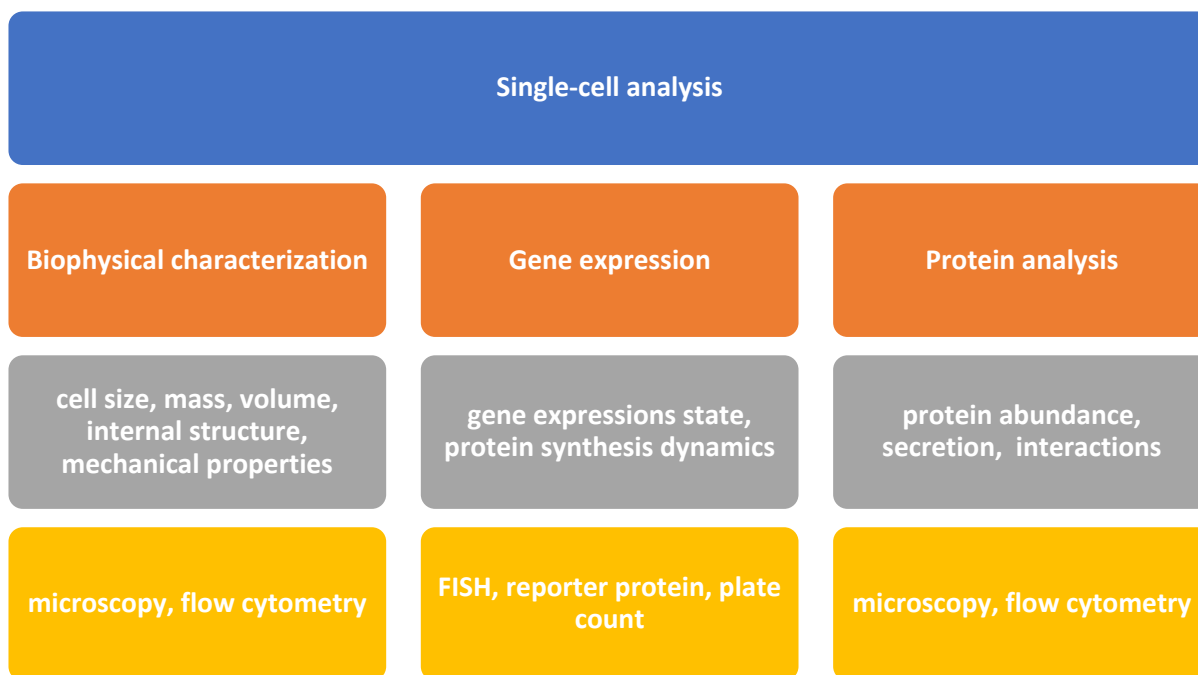 Single-cell analysis
Biophysical characterization
Gene expression
Protein analysis
cell size, mass, volume,
internal structure,
mechanical properties
gene expressions state,
protein synthesis dynamics
protein abundance,
secretion, interactions
microscopy, flow cytometry
FISH, reporter protein, plate
count
microscopy, flow cytometry